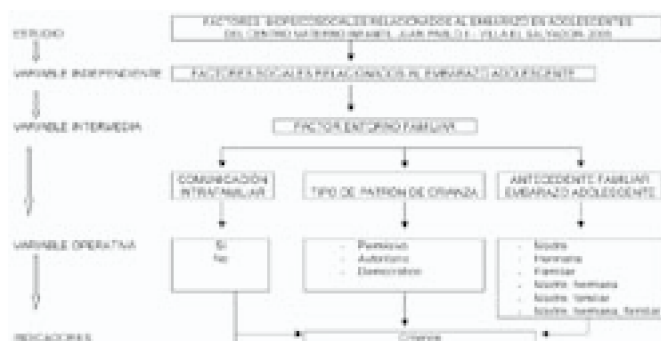 FACTORES BIOPSICOSOCIALES RELACIONADOS AL EMBARAZO EN ADOLESCENTES
ESTUDIO
DEL CENTRO MATERNO INFANTIL JUAN PABLO II - VILLA EL SALVADOR
VARIABLE INDEPENDIENTE
FACTORES SOCIALES RELACIONADOS AL EMBARAZO ADOLESCENTE
VARIABLE INTERMEDIA
FACTOR ENTORNO FAMILIAR
COMUNICACIÓN
INTRAFAMILIAR
TIPO DE PATRÓN DE CRIANZA
ANTECEDENTE FAMILIAR
EMBARAZO ADOLESCENTE
VARIABLE OPERATIVA
Si
No
- Permisivo
- Autoritario
- Democrático
- Madre
- Hermana
- Familiar
- Madre, hermana
- Madre, familiar
- Madre, hermana, familiar
INDICADORES
Criterios